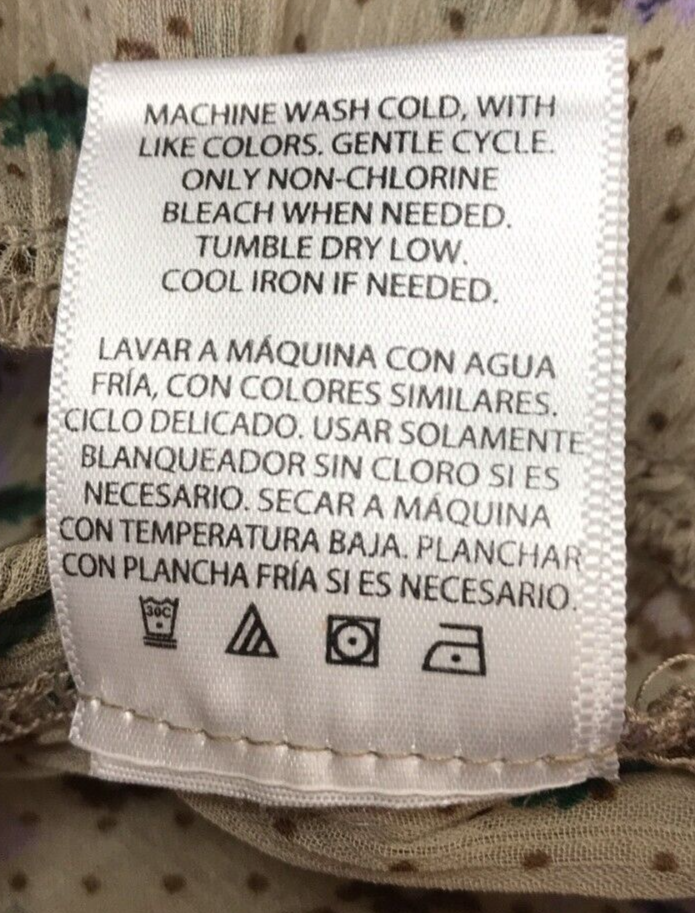 MACHINE WASH COLD, WITH
LIKE COLORS. GENTLE CYCLE.
ONLY NON-CHLORINE
BLEACH WHEN NEEDED.
TUMBLE DRY LOW.
COOL IRON IF NEEDED.
LAVAR A MÁQUINA CON AGUA
FRÍA, CON COLORES SIMILARES.
CICLO DELICADO. USAR SOLAMENTE
BLANQUEADOR SIN CLORO SI ES
NECESARIO. SECAR A MÁQUINA
CON TEMPERATURA BAJA. PLANCHAR
CON PLANCHA FRÍA SI ES NECESARIO.
30C